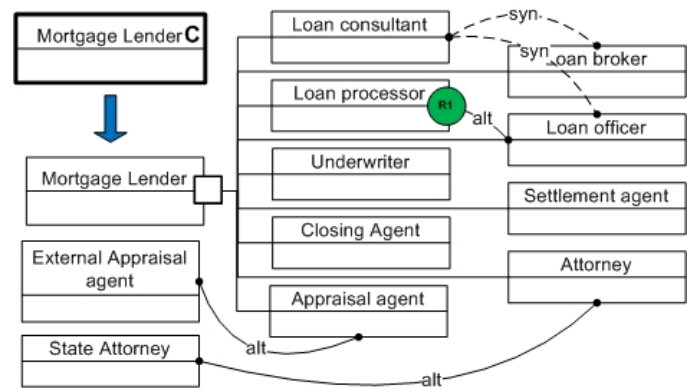 Mortgage Lender C
Loan consultant
syn
syn
Loan broker
Loan processor
R1
alt
Loan officer
Underwriter
Mortgage Lender
Settlement agent
Closing Agent
External Appraisal
agent
Attorney
Appraisal agent
State Attorney
alt
alt